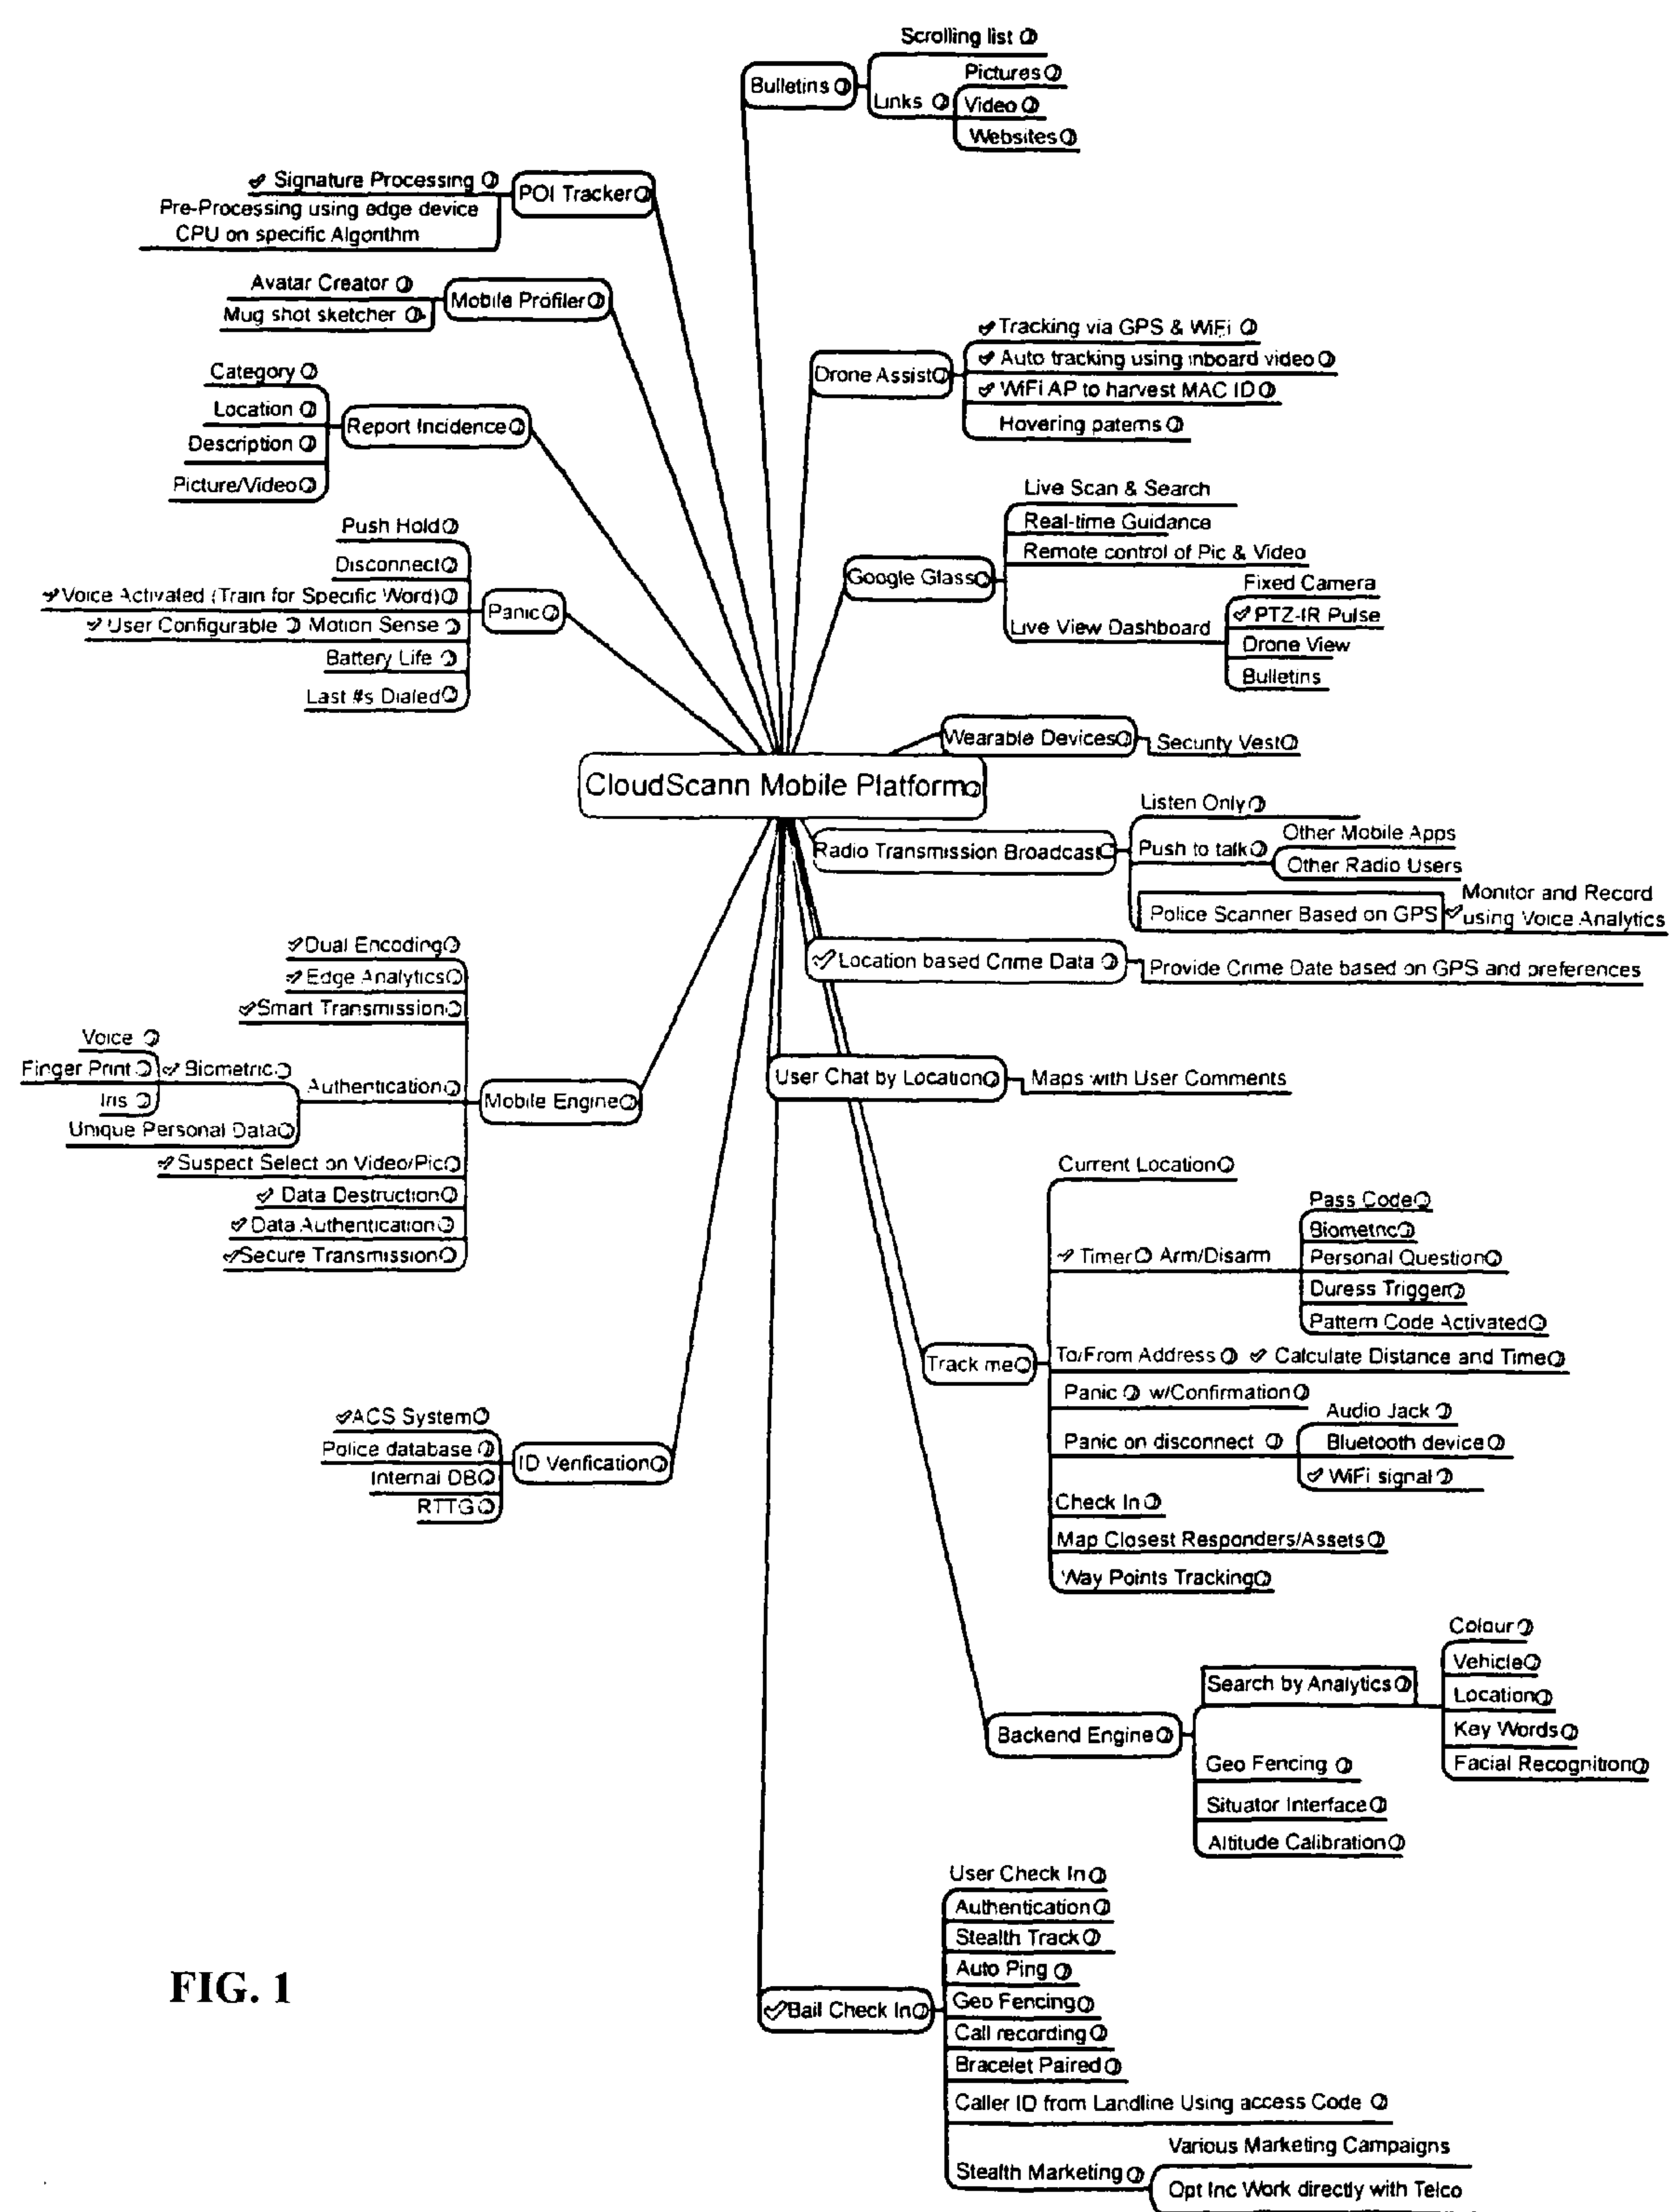 Scrolling list
Bulletins
Pictures
Links
Video
Websites
Signature Processing
POI Tracker
Pre-Processing using edge device
CPU on specific Algorithm
Avatar Creator
Mobile Profiler
Mug shot sketcher
Tracking via GPS & WiFi
Drone Assist
Auto tracking using inboard video
WiFi AP to harvest MAC ID
Hovering paterns
Category
Location
Report Incidence
Description
Picture/Video
Live Scan & Search
Real-time Guidance
Remote control of Pic & Video
Google Glass
Fixed Camera
PTZ-IR Pulse
Live View Dashboard
Drone View
Bulletins
Push Hold
Disconnect
Voice Activated (Train for Specific Word)
Panic
User Configurable Motion Sense
Battery Life
Last #s Dialed
Wearable Devices
Security Vest
CloudScann Mobile Platform
Listen Only
Radio Transmission Broadcast
Push to talk
Other Mobile Apps
Other Radio Users
Police Scanner Based on GPS
Monitor and Record
using Voice Analytics
Location based Crime Data
Provide Crime Date based on GPS and preferences
User Chat by Location
Maps with User Comments
Dual Encoding
Edge Analytics
Smart Transmission
Voice
Finger Print
Biometric
Iris
Authentication
Mobile Engine
Unique Personal Data
Suspect Select on Video/Pic
Data Destruction
Data Authentication
Secure Transmission
Current Location
Pass Code
Biometric
Timer Arm/Disarm
Personal Question
Duress Trigger
Pattern Code Activated
Track me
To/From Address Calculate Distance and Time
Panic w/Confirmation
Audio Jack
Panic on disconnect
Bluetooth device
WiFi signal
Check In
Map Closest Responders/Assets
Way Points Tracking
ACS System
Police database
ID Verification
Internal DB
RTTG
Colour
Search by Analytics
Vehicle
Location
Key Words
Facial Recognition
Backend Engine
Geo Fencing
Situator Interface
Altitude Calibration
User Check In
Authentication
Stealth Track
Auto Ping
Bail Check In
Geo Fencing
Call recording
Bracelet Paired
Caller ID from Landline Using access Code
Various Marketing Campaigns
Stealth Marketing
Opt Inc Work directly with Telco
FIG. 1